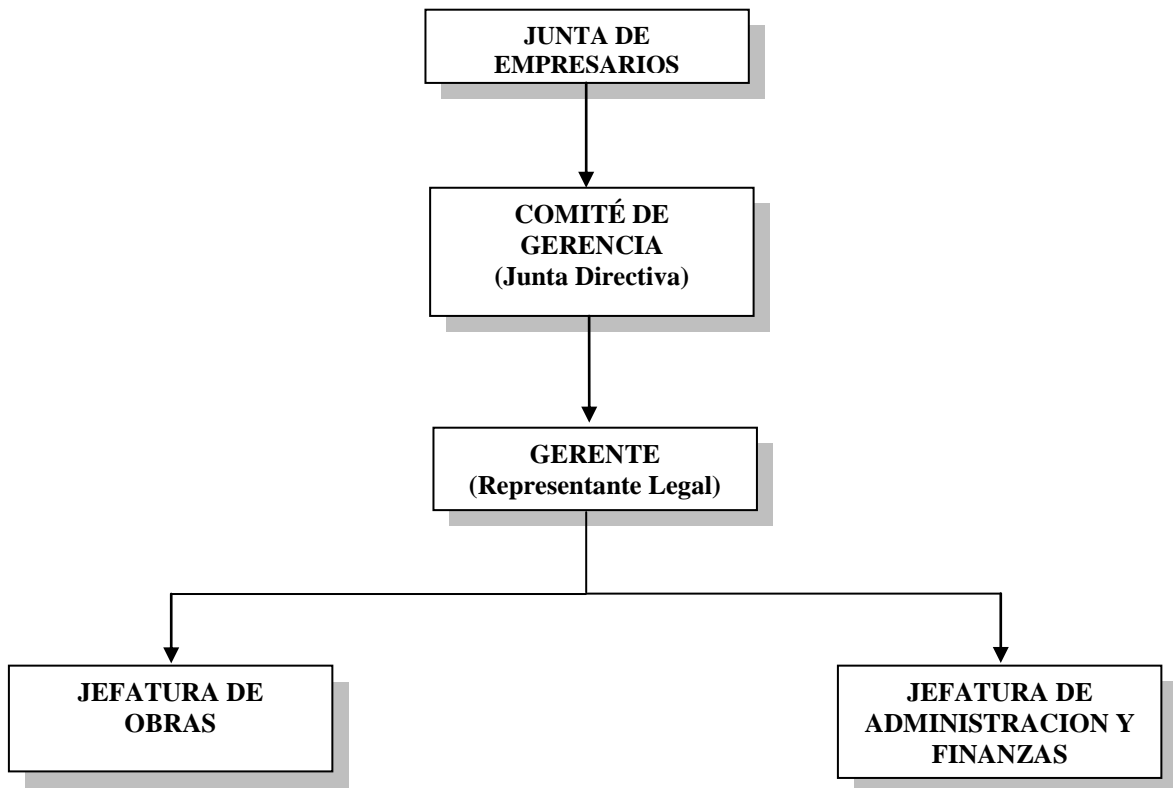 JUNTA DE
EMPRESARIOS
COMITÉ DE
GERENCIA
(Junta Directiva)
GERENTE
(Representante Legal)
JEFATURA DE
OBRAS
JEFATURA DE
ADMINISTRACION Y
FINANZAS